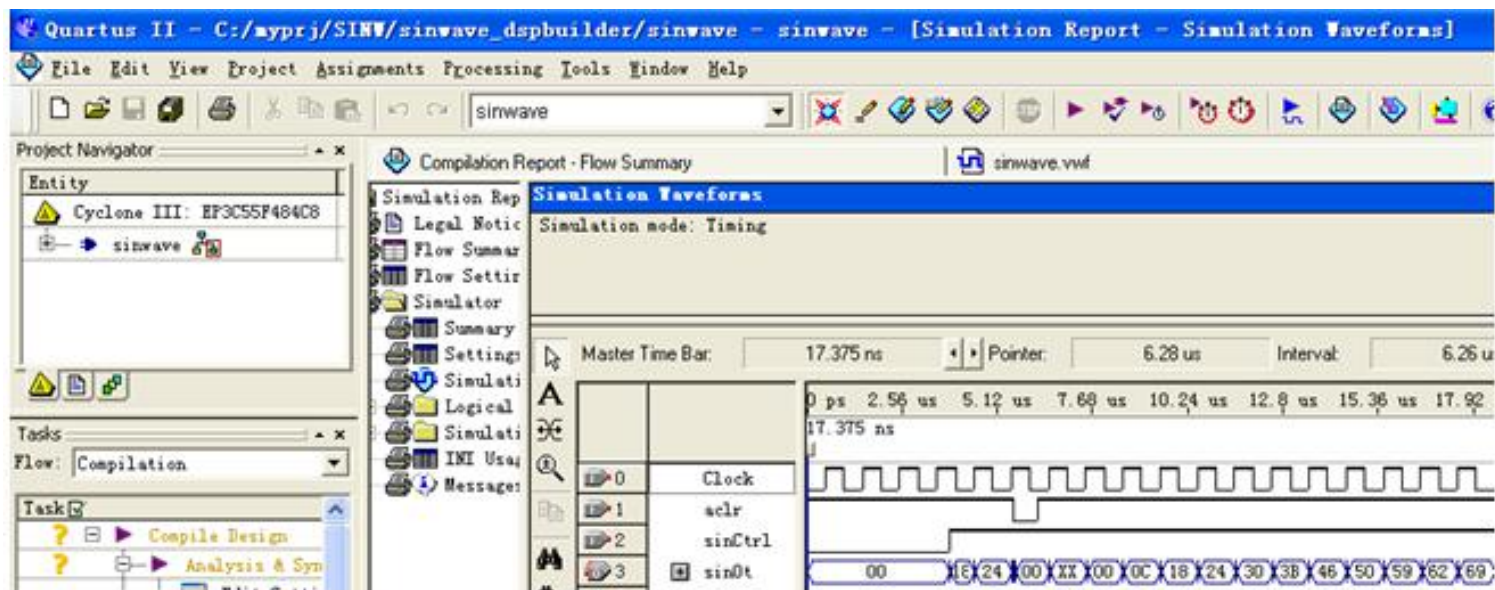 Quartus II - C:/myprj/SINW/sinwave_dspbuilder/sinwave - sinwave - [Simulation Report - Simulation Waveforms]
File Edit View Project Assignments Processing Tools Window Help
sinwave
Project Navigator
Compilation Report - Flow Summary
sinwave.vwf
Entity
Cyclone III: EP3C55F484C8
sinwave
Simulation Rep
Legal Notic
Flow Summar
Flow Settir
Simulator
Summary
Settings
Simulati
Logical
Simulati
INI Usag
Messages
Simulation Waveforms
Simulation mode: Timing
Master Time Bar: 17.375 ns Pointer: 6.28 us Interval: 6.26 u
0 ps 2.56 us 5.12 us 7.68 us 10.24 us 12.8 us 15.36 us 17.92
17.375 ns
A
0 Clock
1 aclr
2 sinCtrl
3 sinOt 00 18 24 00 XX 00 0C 18 24 30 3B 46 50 59 62 69
Tasks
Flow: Compilation
Task
Compile Design
Analysis & Syn